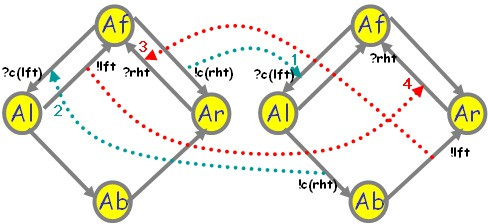 Af
Af
!lft
3
?c(lft)
?rht
!c(rht)
1
?c(lft)
?rht
4
Al
2
Ar
Al
Ar
!lft
!c(rht)
Ab
Ab